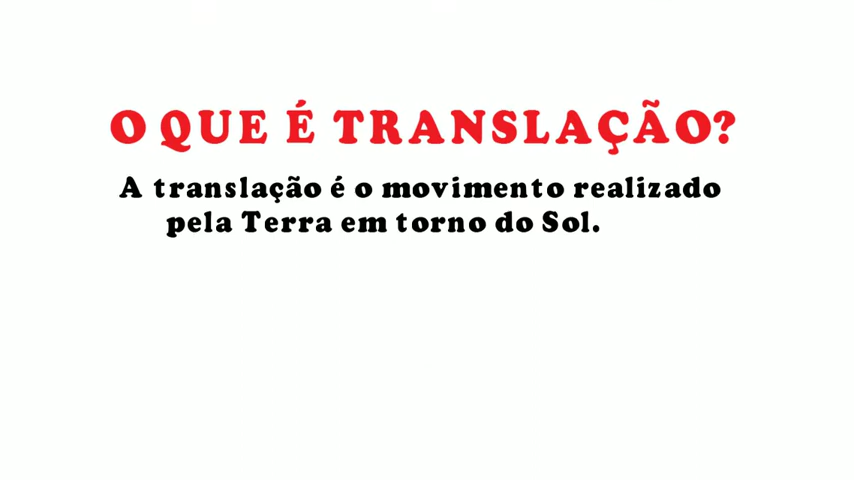 O QUE É TRANSLAÇÃO?
A translação é o movimento realizado
pela Terra em torno do Sol.